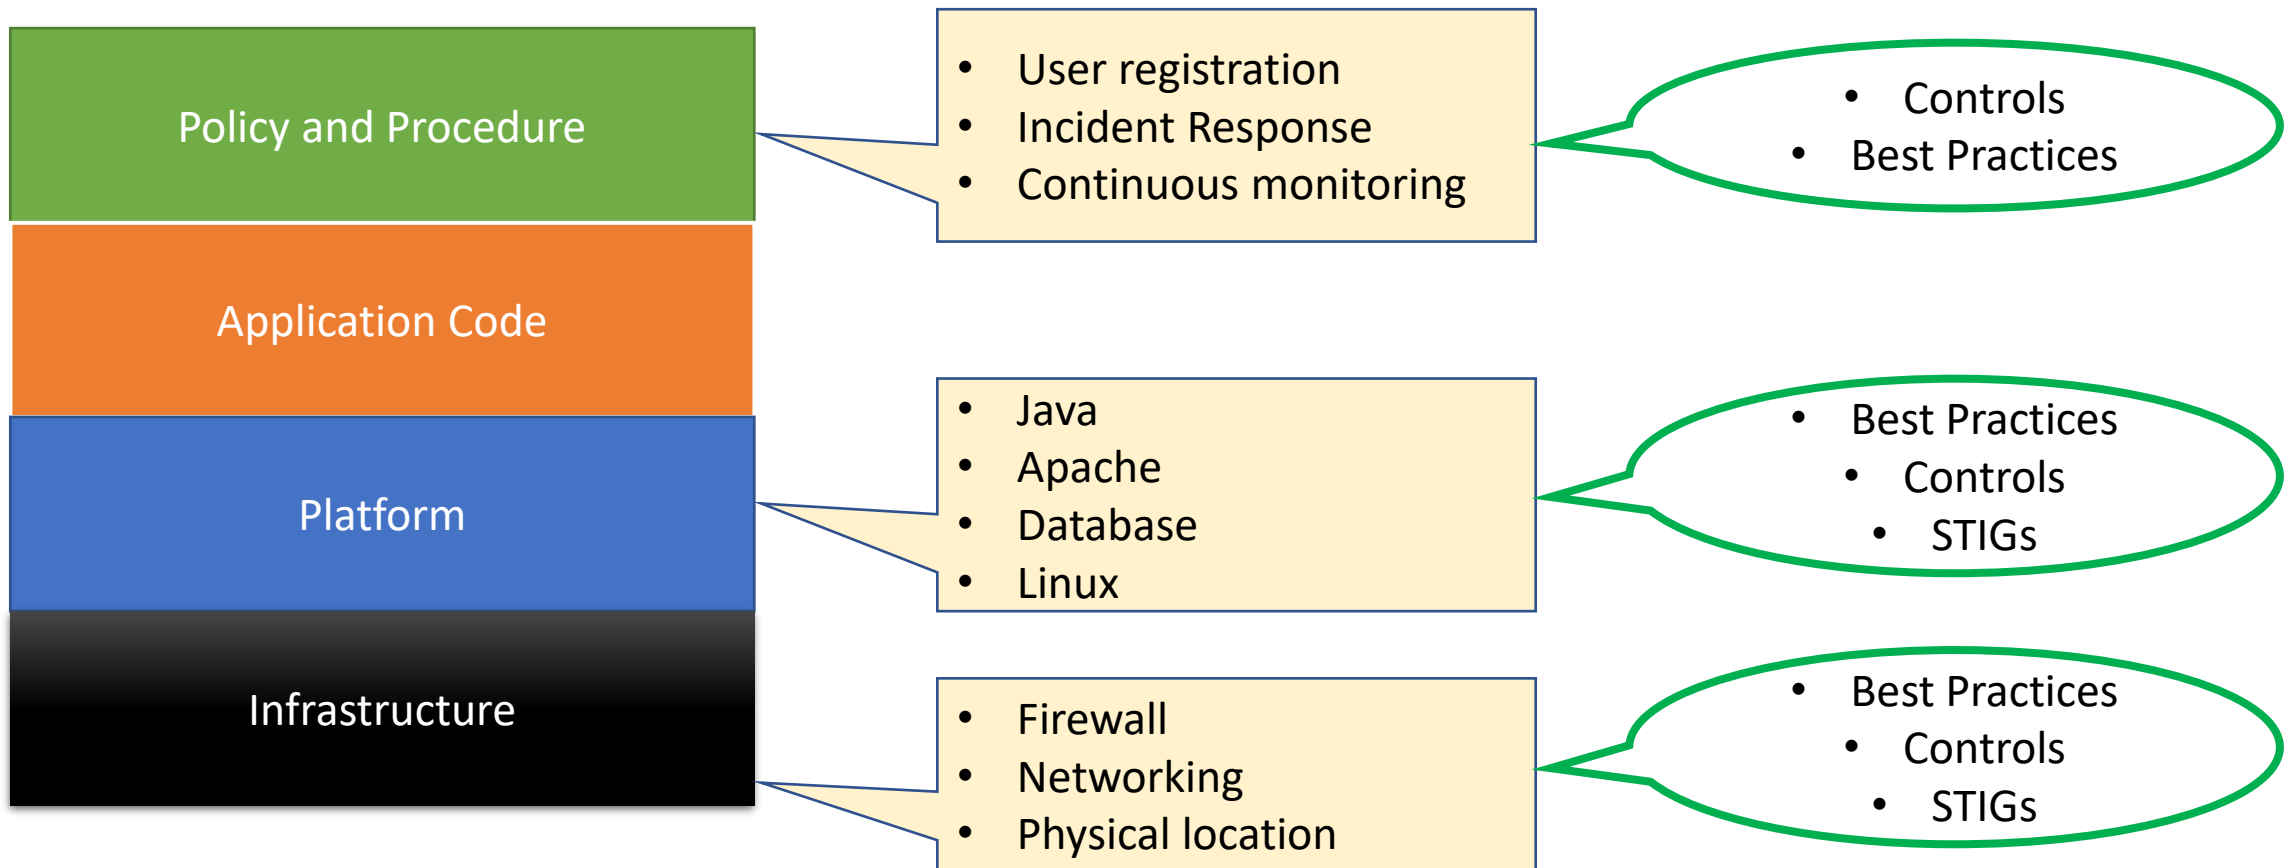 Policy and Procedure
• User registration
• Incident Response
• Continuous monitoring
• Controls
• Best Practices
Application Code
Platform
• Java
• Apache
• Database
• Linux
• Best Practices
• Controls
• STIGs
Infrastructure
• Firewall
• Networking
• Physical location
• Best Practices
• Controls
• STIGs